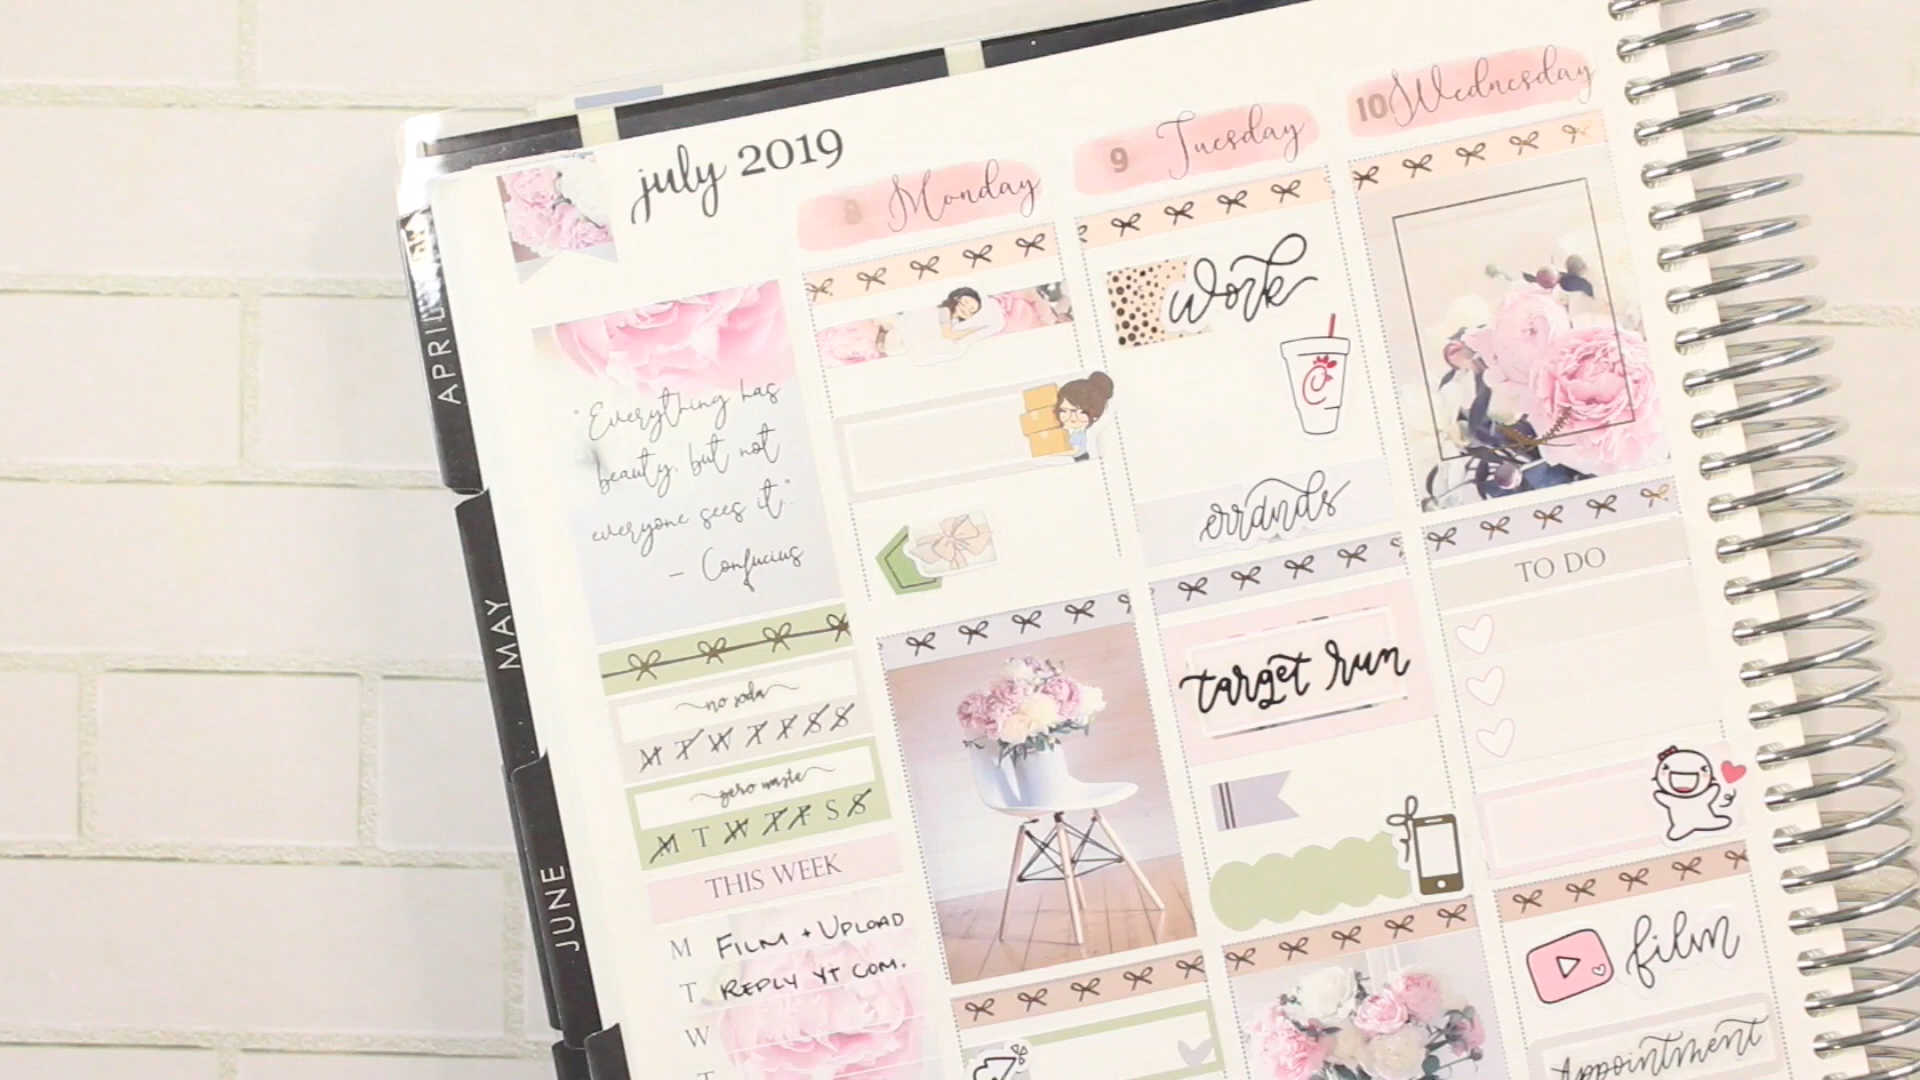 july 2019
8 Monday
9 Tuesday
10 Wednesday
APRIL
MAY
JUNE
"Everything has
beauty, but not
everyone sees it."
- Confucius
no soda
M T W T F S S
zero waste
M T W T F S S
THIS WEEK
M FILM + UPLOAD
T REPLY YT COM.
W
T
work
C
errands
target run
TO DO
film
Appointment